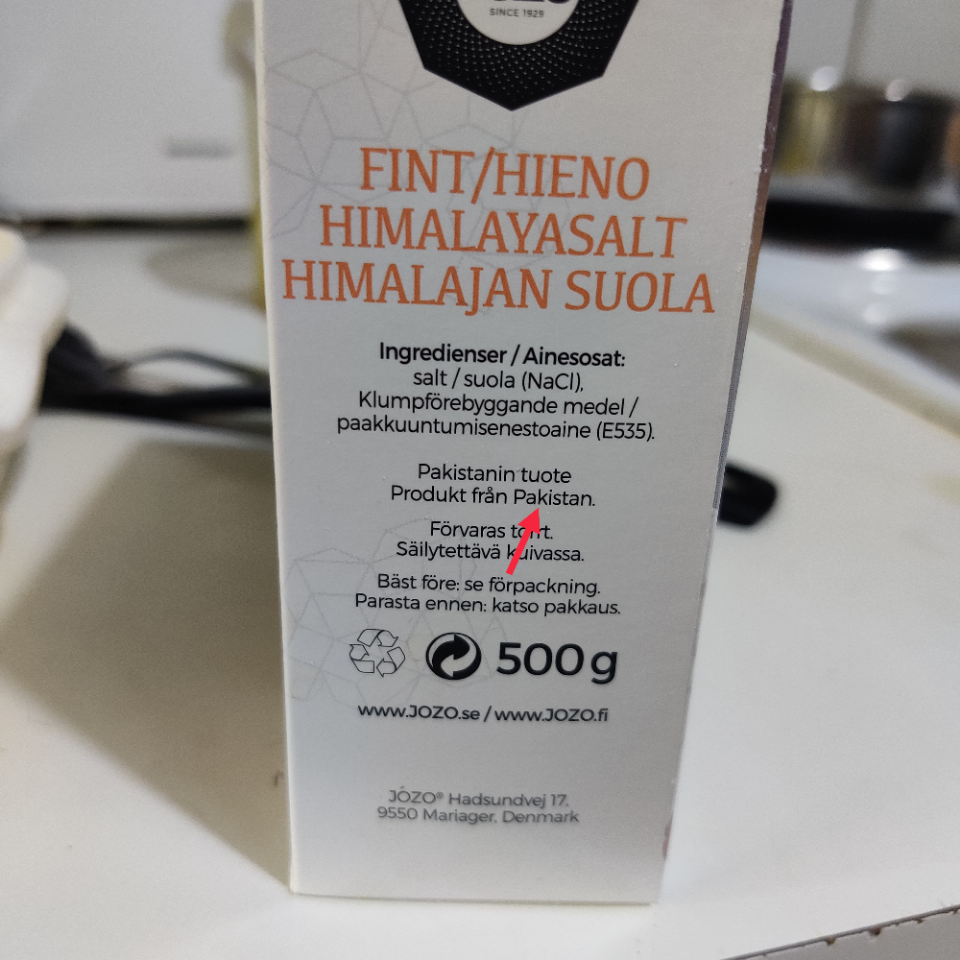 SINCE 1929
FINT/HIENO
HIMALAYASALT
HIMALAJAN SUOLA
Ingredienser / Ainesosat:
salt / suola (NaCl),
Klumpförebyggande medel /
paakkuuntumisenestoaine (E535).
Pakistanin tuote
Produkt från Pakistan.
Förvaras torrt.
Säilytettävä kuivassa.
Bäst före: se förpackning.
Parasta ennen: katso pakkaus.
500 g
www.JOZO.se / www.JOZO.fi
JOZO® Hadsundvej 17,
9550 Mariager, Denmark